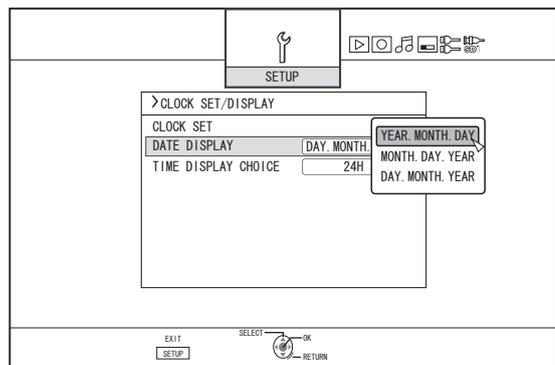 SETUP
SDI
>CLOCK SET/DISPLAY
CLOCK SET
DATE DISPLAY DAY. MONTH.
TIME DISPLAY CHOICE 24H
YEAR. MONTH. DAY
MONTH. DAY. YEAR
DAY. MONTH. YEAR
EXIT
SETUP
SELECT
OK
RETURN